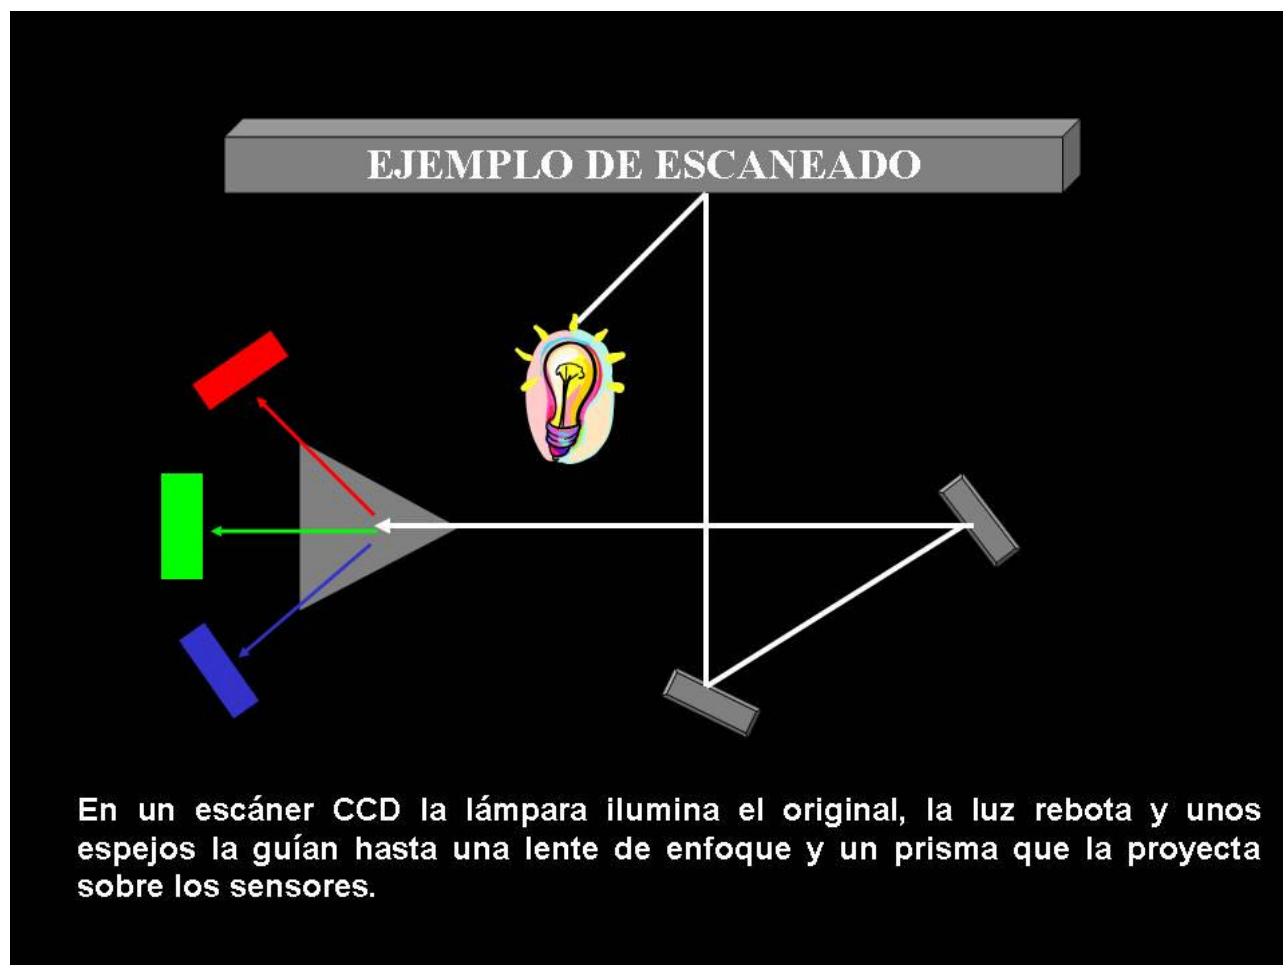 EJEMPLO DE ESCANEADO
En un escáner CCD la lámpara ilumina el original, la luz rebota y unos
espejos la guían hasta una lente de enfoque y un prisma que la proyecta
sobre los sensores.